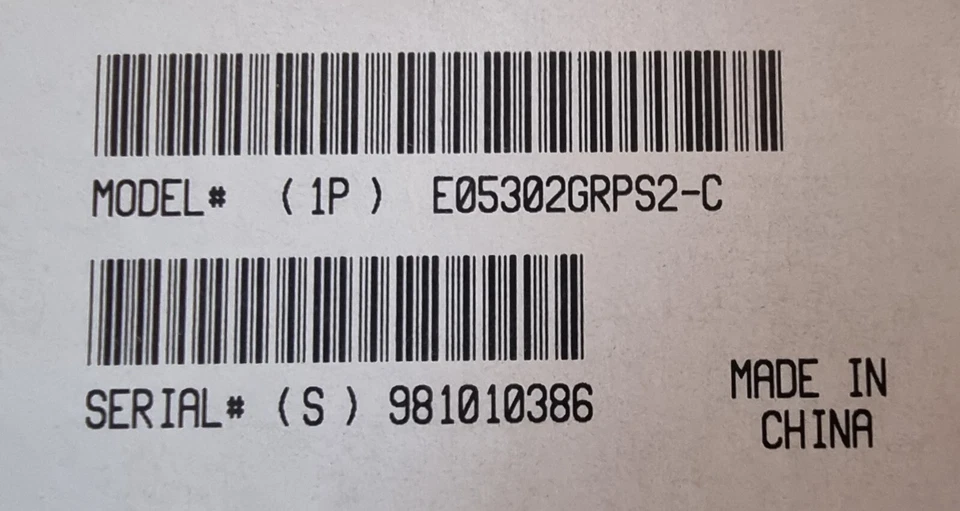 MODEL# (1P) E05302GRPS2-C
SERIAL# (S) 981010386
MADE IN
CHINA